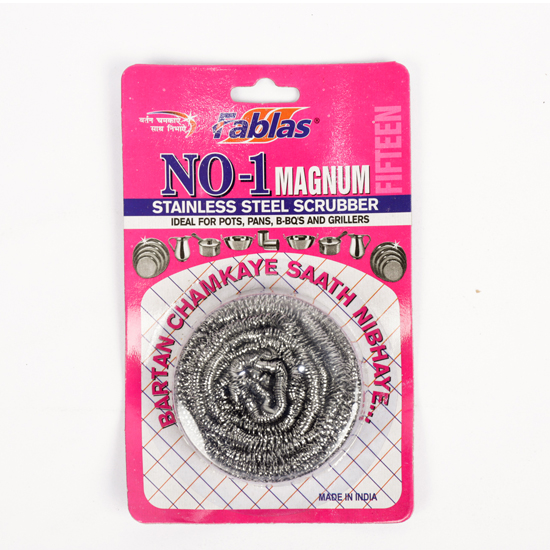 बर्तन चमकाए
साथ निभाए
Fablas®
NO-1 MAGNUM
FIFTEEN
STAINLESS STEEL SCRUBBER
IDEAL FOR POTS, PANS, B-BQ'S AND GRILLERS
BARTAN CHAMKAYE SAATH NIBHAYE...
MADE IN INDIA